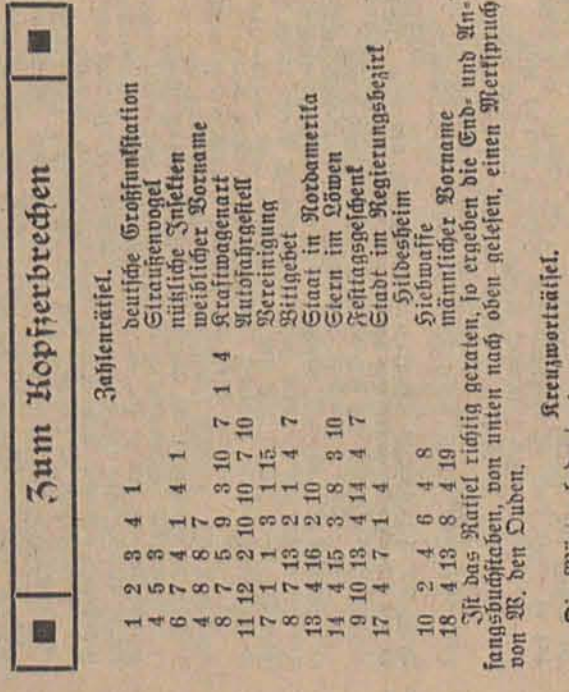 Zum Kopfzerbrechen
Zahlenrätsel.
1 2 3 4 1 deutsche Großfunkstation
4 5 3 Straußenvogel
6 7 4 1 4 1 nützliche Insekten
4 8 8 7 weiblicher Vorname
8 7 5 9 3 10 7 1 4 Kraftwagenart
11 12 2 10 10 7 10 Autofahrgestell
7 1 1 3 1 15 Vereinigung
8 7 13 2 1 4 7 Bittgebet
13 4 16 2 10 Staat in Nordamerika
14 4 15 3 8 3 10 Stern im Löwen
9 10 13 4 14 4 7 Festtagsgeschenk
17 4 7 1 4 Stadt im Regierungsbezirk
Hildesheim
10 2 4 6 4 8 Hiebwaffe
18 4 13 8 4 19 männlicher Vorname
Ist das Rätsel richtig geraten, so ergeben die End- und An-
fangsbuchstaben, von unten nach oben gelesen, einen Merkspruch
von W. den Ouden.
Kreuzworträtsel.